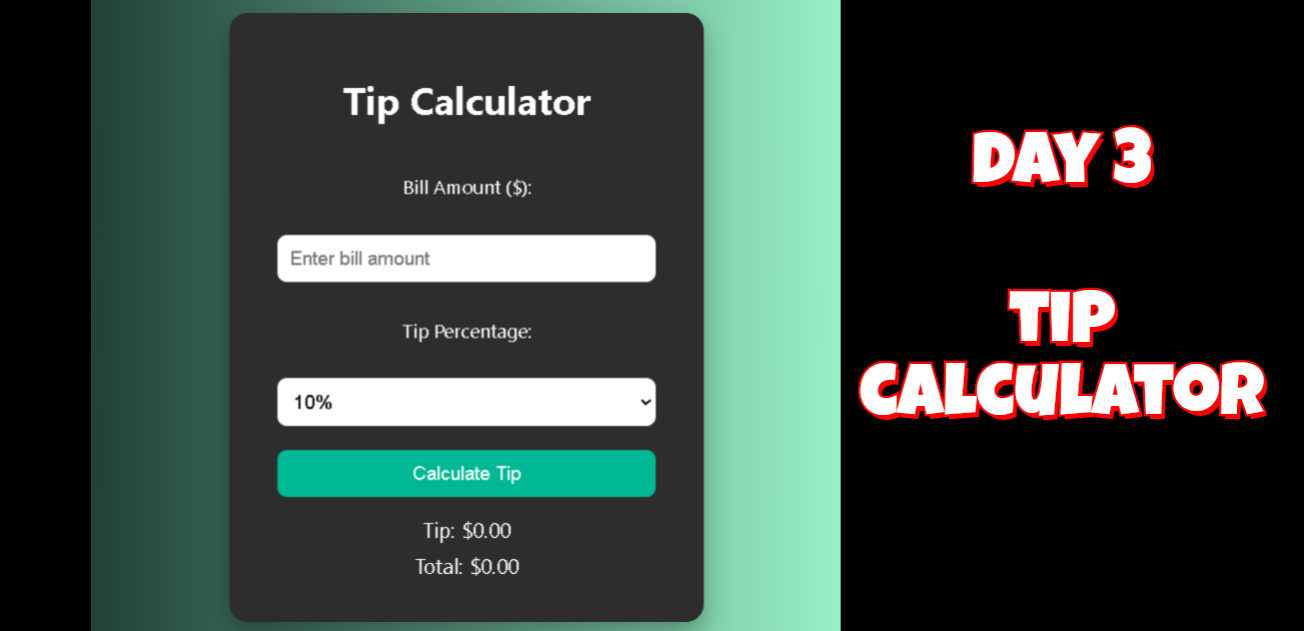 Tip Calculator
Bill Amount ($):
Enter bill amount
Tip Percentage:
10%
Calculate Tip
Tip: $0.00
Total: $0.00
DAY 3
TIP
CALCULATOR